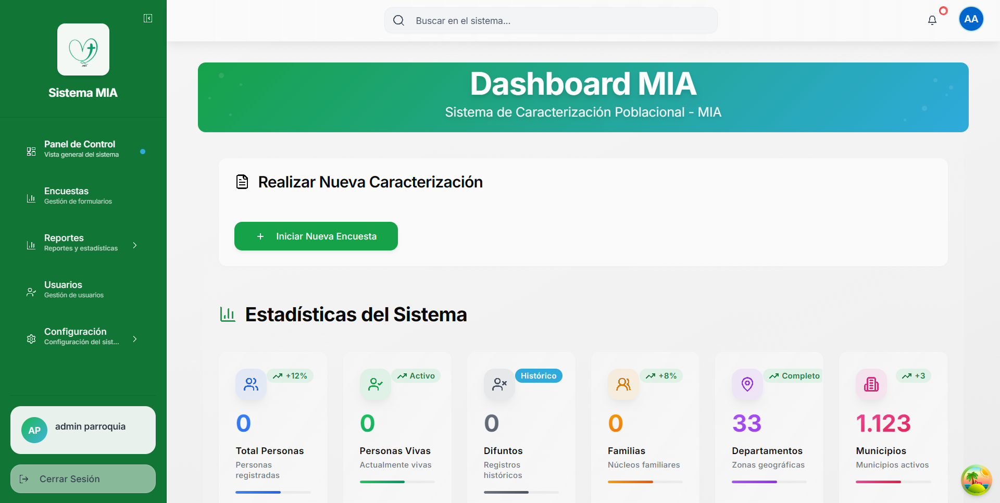 Sistema MIA
Panel de Control
Vista general del sistema
Encuestas
Gestión de formularios
Reportes
Reportes y estadísticas
Usuarios
Gestión de usuarios
Configuración
Configuración del sist...
AP
admin parroquia
Cerrar Sesión
Buscar en el sistema...
AA
Dashboard MIA
Sistema de Caracterización Poblacional - MIA
Realizar Nueva Caracterización
+ Iniciar Nueva Encuesta
Estadísticas del Sistema
+12%
0
Total Personas
Personas
registradas
Activo
0
Personas Vivas
Actualmente vivas
Histórico
0
Difuntos
Registros
históricos
+8%
0
Familias
Núcleos familiares
Completo
33
Departamentos
Zonas geográficas
+3
1.123
Municipios
Municipios activos